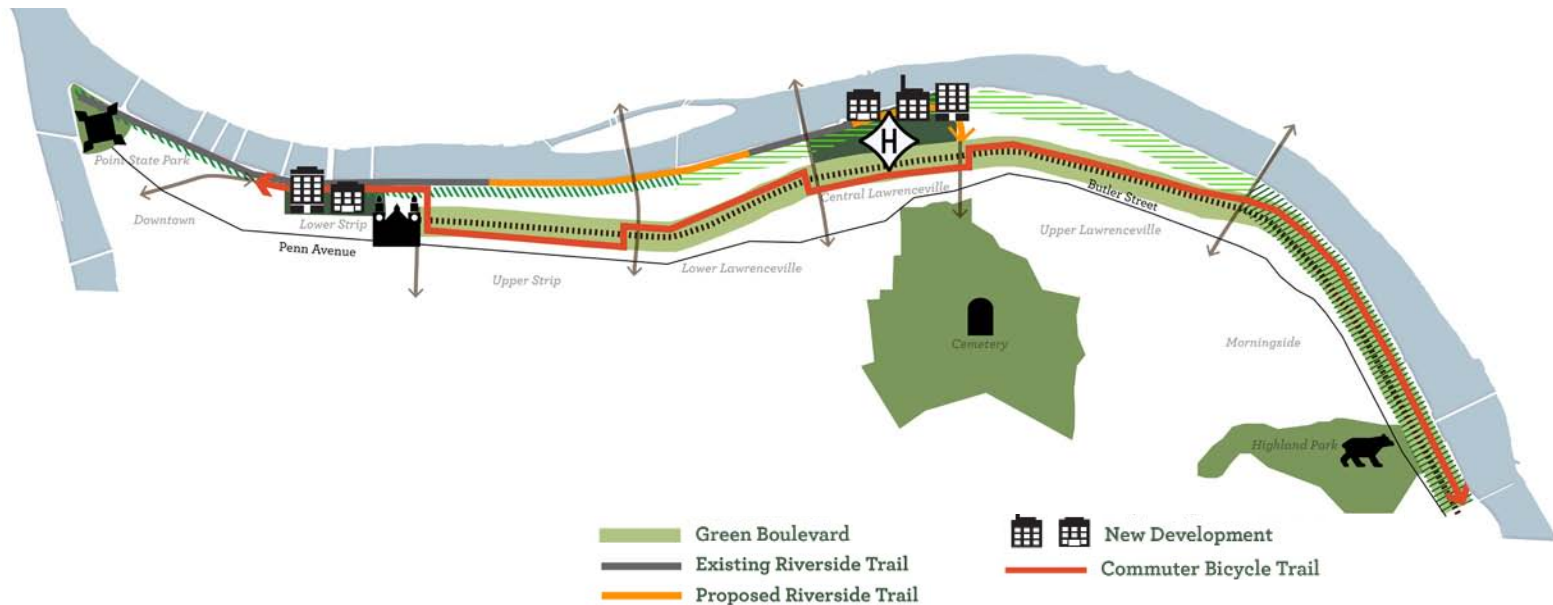 Point State Park
Downtown
Lower Strip
Penn Avenue
Upper Strip
Lower Lawrenceville
H
Central Lawrenceville
Butler Street
Upper Lawrenceville
Cemetery
Morningside
Highland Park
Green Boulevard
Existing Riverside Trail
Proposed Riverside Trail
New Development
Commuter Bicycle Trail